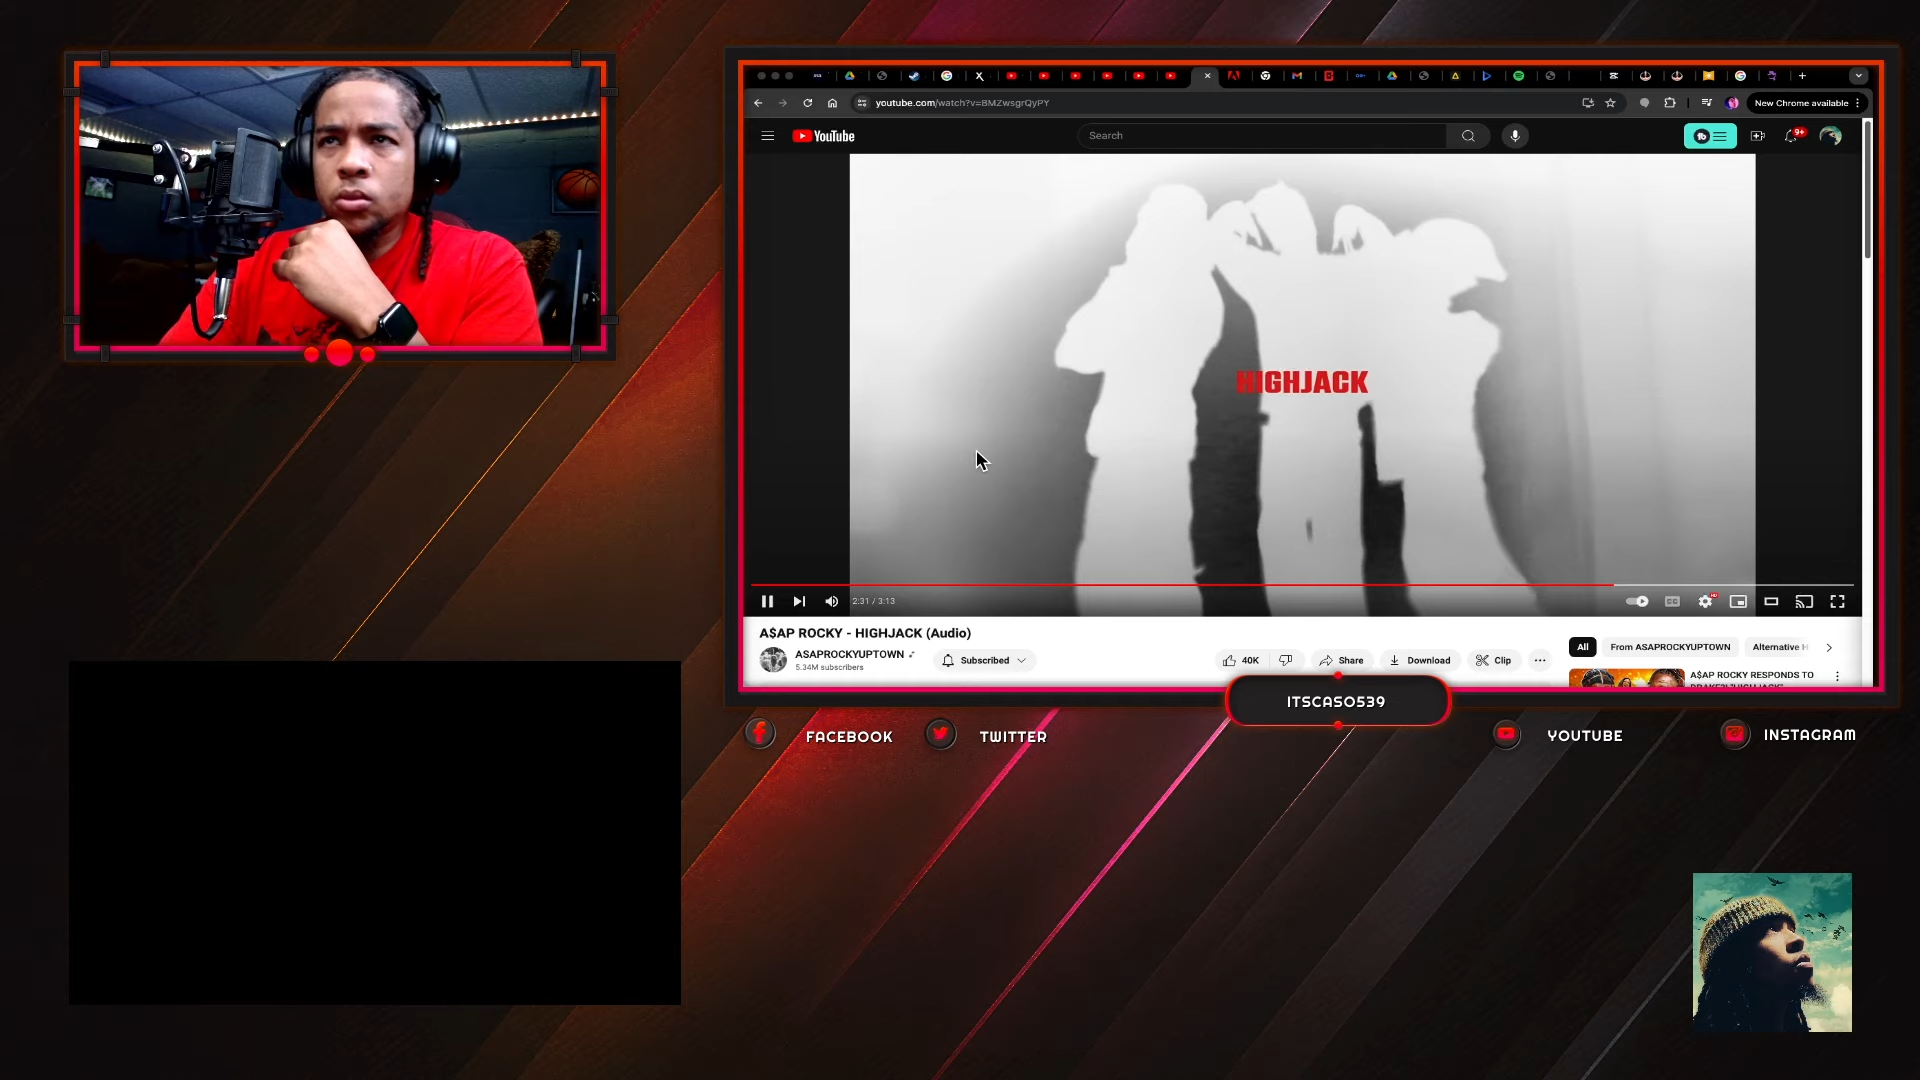 youtube.com/watch?v=BMZwsgrQyPY
New Chrome available
YouTube
Search
9+
HIGHJACK
2:31 / 3:13
A$AP ROCKY - HIGHJACK (Audio)
ASAPROCKYUPTOWN
5.34M subscribers
Subscribed
40K
Share
Download
Clip
All
From ASAPROCKYUPTOWN
Alternative H
A$AP ROCKY RESPONDS TO
ITSCASO539
FACEBOOK
TWITTER
YOUTUBE
INSTAGRAM